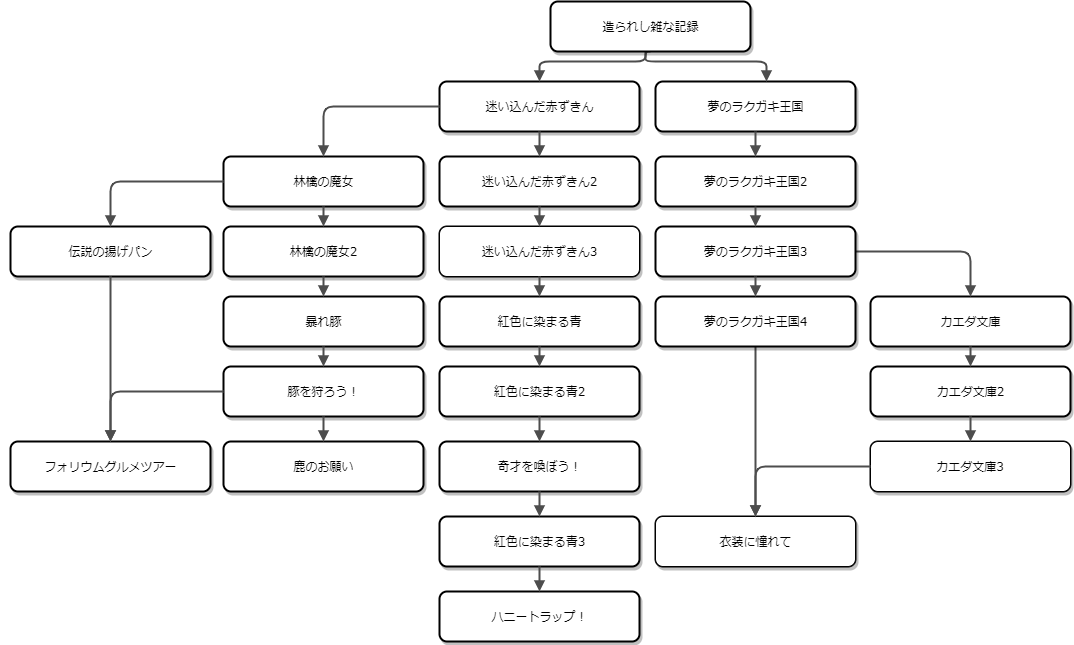 造られし雑な記録
迷い込んだ赤ずきん
夢のラクガキ王国
林檎の魔女
迷い込んだ赤ずきん2
夢のラクガキ王国2
伝説の揚げパン
林檎の魔女2
迷い込んだ赤ずきん3
夢のラクガキ王国3
暴れ豚
紅色に染まる青
夢のラクガキ王国4
カエダ文庫
豚を狩ろう！
紅色に染まる青2
カエダ文庫2
フォリウムグルメツアー
鹿のお願い
奇才を喚ぼう！
カエダ文庫3
紅色に染まる青3
衣装に憧れて
ハニートラップ！